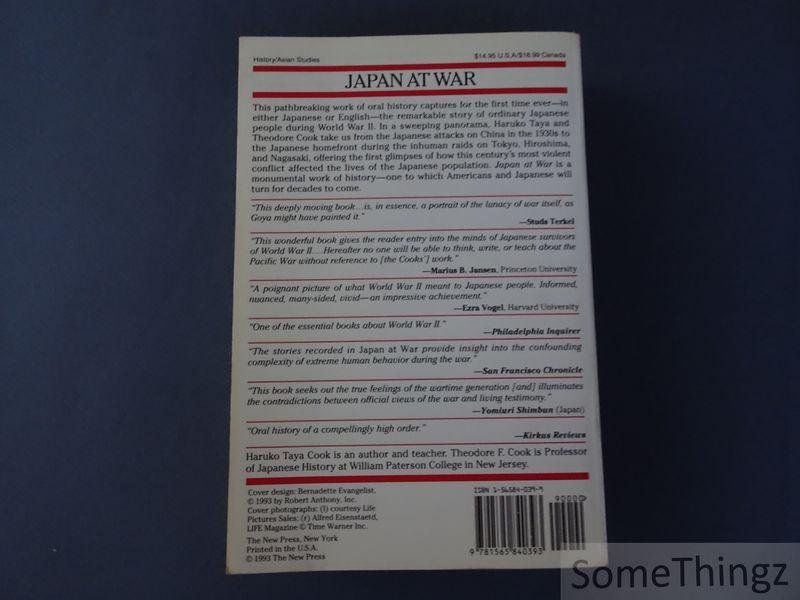 History/Asian Studies
$14.95 U.S.A/$18.99 Canada
JAPAN AT WAR
This pathbreaking work of oral history captures for the first time ever—in
either Japanese or English—the remarkable story of ordinary Japanese
people during World War II. In a sweeping panorama, Haruko Taya and
Theodore Cook take us from the Japanese attacks on China in the 1930s to
the Japanese homefront during the inhuman raids on Tokyo, Hiroshima,
and Nagasaki, offering the first glimpses of how this century's most violent
conflict affected the lives of the Japanese population. Japan at War is a
monumental work of history—one to which Americans and Japanese will
turn for decades to come.
"This deeply moving book...is, in essence, a portrait of the lunacy of war itself, as
Goya might have painted it."
—Studs Terkel
"This wonderful book gives the reader entry into the minds of Japanese survivors
of World War II....Hereafter no one will be able to think, write, or teach about the
Pacific War without reference to [the Cooks'] work."
—Marius B. Jansen, Princeton University
"A poignant picture of what World War II meant to Japanese people. Informed,
nuanced, many-sided, vivid—an impressive achievement."
—Ezra Vogel, Harvard University
"One of the essential books about World War II."
—Philadelphia Inquirer
"The stories recorded in Japan at War provide insight into the confounding
complexity of extreme human behavior during the war."
—San Francisco Chronicle
"This book seeks out the true feelings of the wartime generation [and] illuminates
the contradictions between official views of the war and living testimony."
—Yomiuri Shimbun (Japan)
"Oral history of a compellingly high order."
—Kirkus Reviews
Haruko Taya Cook is an author and teacher. Theodore F. Cook is Professor
of Japanese History at William Paterson College in New Jersey.
Cover design: Bernadette Evangelist,
© 1993 by Robert Anthony, Inc.
Cover photographs: (l) courtesy Life
Pictures Sales: (r) Alfred Eisenstaetd,
LIFE Magazine © Time Warner Inc.
The New Press, New York
Printed in the U.S.A.
© 1993 The New Press
ISBN 1-56584-039-9
90000>
9 781565 840393
SomeThingz